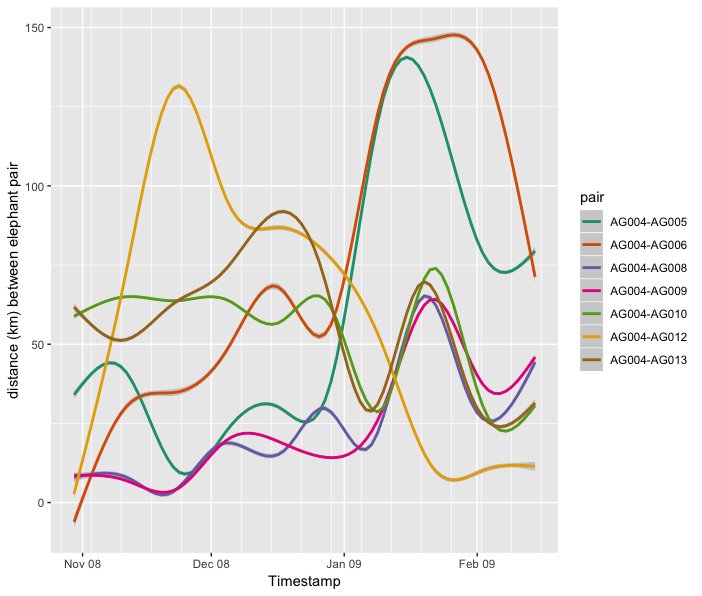 distance (km) between elephant pair
150
100
50
0
Nov 08
Dec 08
Jan 09
Feb 09
Timestamp
pair
AG004-AG005
AG004-AG006
AG004-AG008
AG004-AG009
AG004-AG010
AG004-AG012
AG004-AG013